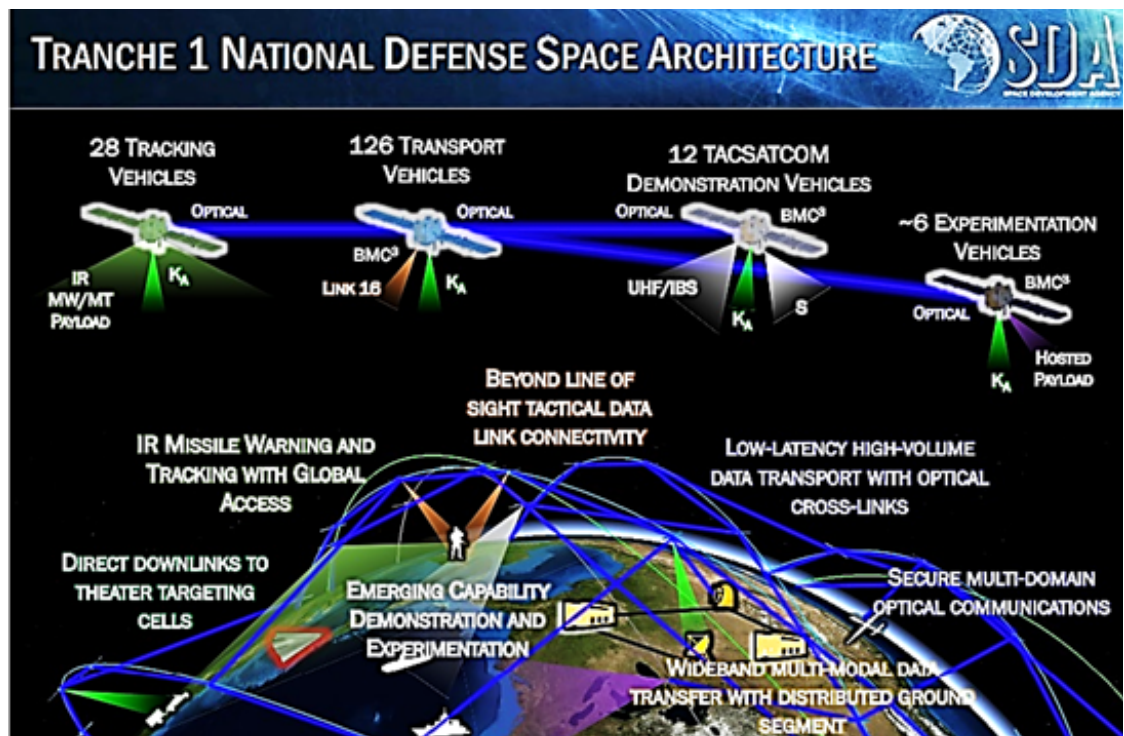 TRANCHE 1 NATIONAL DEFENSE SPACE ARCHITECTURE
SDA
SPACE DEVELOPMENT AGENCY
28 TRACKING
VEHICLES
OPTICAL
IR
MW/MT
PAYLOAD
KA
126 TRANSPORT
VEHICLES
OPTICAL
BMC³
LINK 16
KA
12 TACSATCOM
DEMONSTRATION VEHICLES
OPTICAL
BMC³
UHF/IBS
KA
S
~6 EXPERIMENTATION
VEHICLES
BMC³
OPTICAL
KA
HOSTED
PAYLOAD
BEYOND LINE OF
SIGHT TACTICAL DATA
LINK CONNECTIVITY
IR MISSILE WARNING AND
TRACKING WITH GLOBAL
ACCESS
LOW-LATENCY HIGH-VOLUME
DATA TRANSPORT WITH OPTICAL
CROSS-LINKS
DIRECT DOWNLINKS TO
THEATER TARGETING
CELLS
EMERGING CAPABILITY
DEMONSTRATION AND
EXPERIMENTATION
SECURE MULTI-DOMAIN
OPTICAL COMMUNICATIONS
WIDEBAND MULTI-MODAL DATA
TRANSFER WITH DISTRIBUTED GROUND
SEGMENT